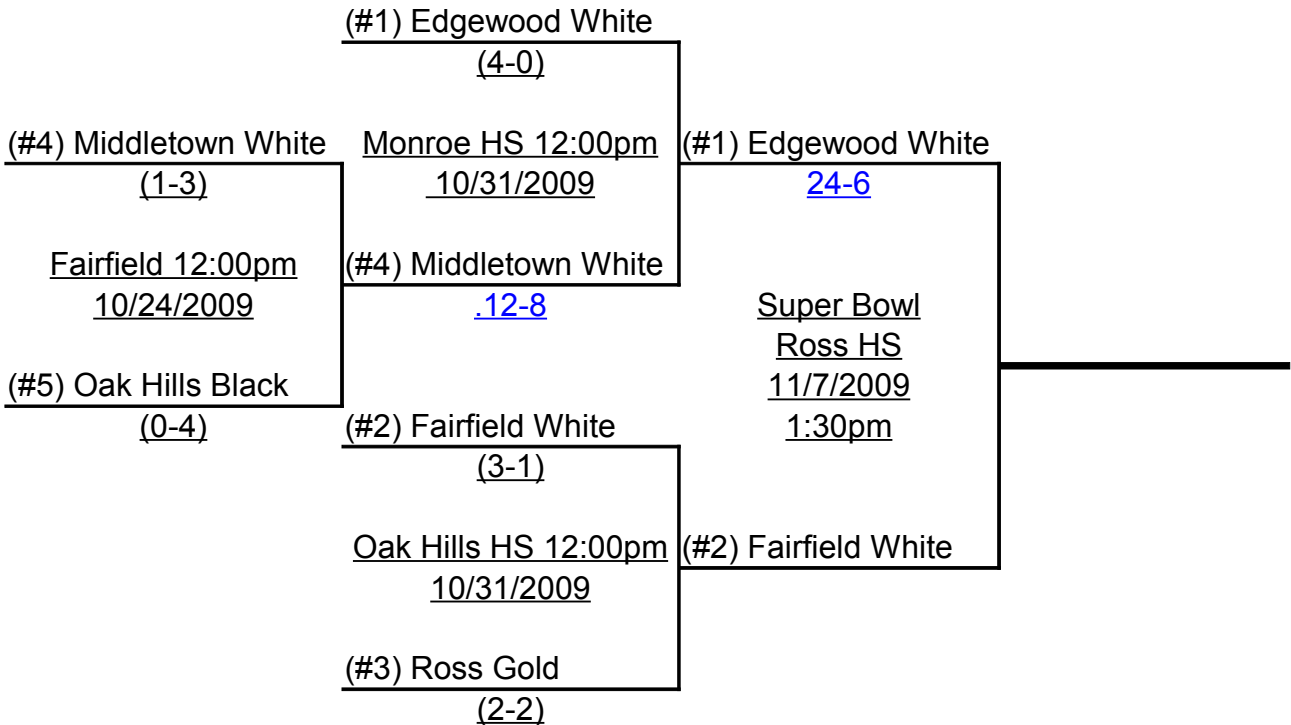 (#1) Edgewood White
(4-0)
(#4) Middletown White
Monroe HS 12:00pm
(#1) Edgewood White
(1-3)
10/31/2009
24-6
Fairfield 12:00pm
(#4) Middletown White
10/24/2009
.12-8
Super Bowl
Ross HS
(#5) Oak Hills Black
11/7/2009
(0-4)
(#2) Fairfield White
1:30pm
(3-1)
Oak Hills HS 12:00pm
(#2) Fairfield White
10/31/2009
(#3) Ross Gold
(2-2)